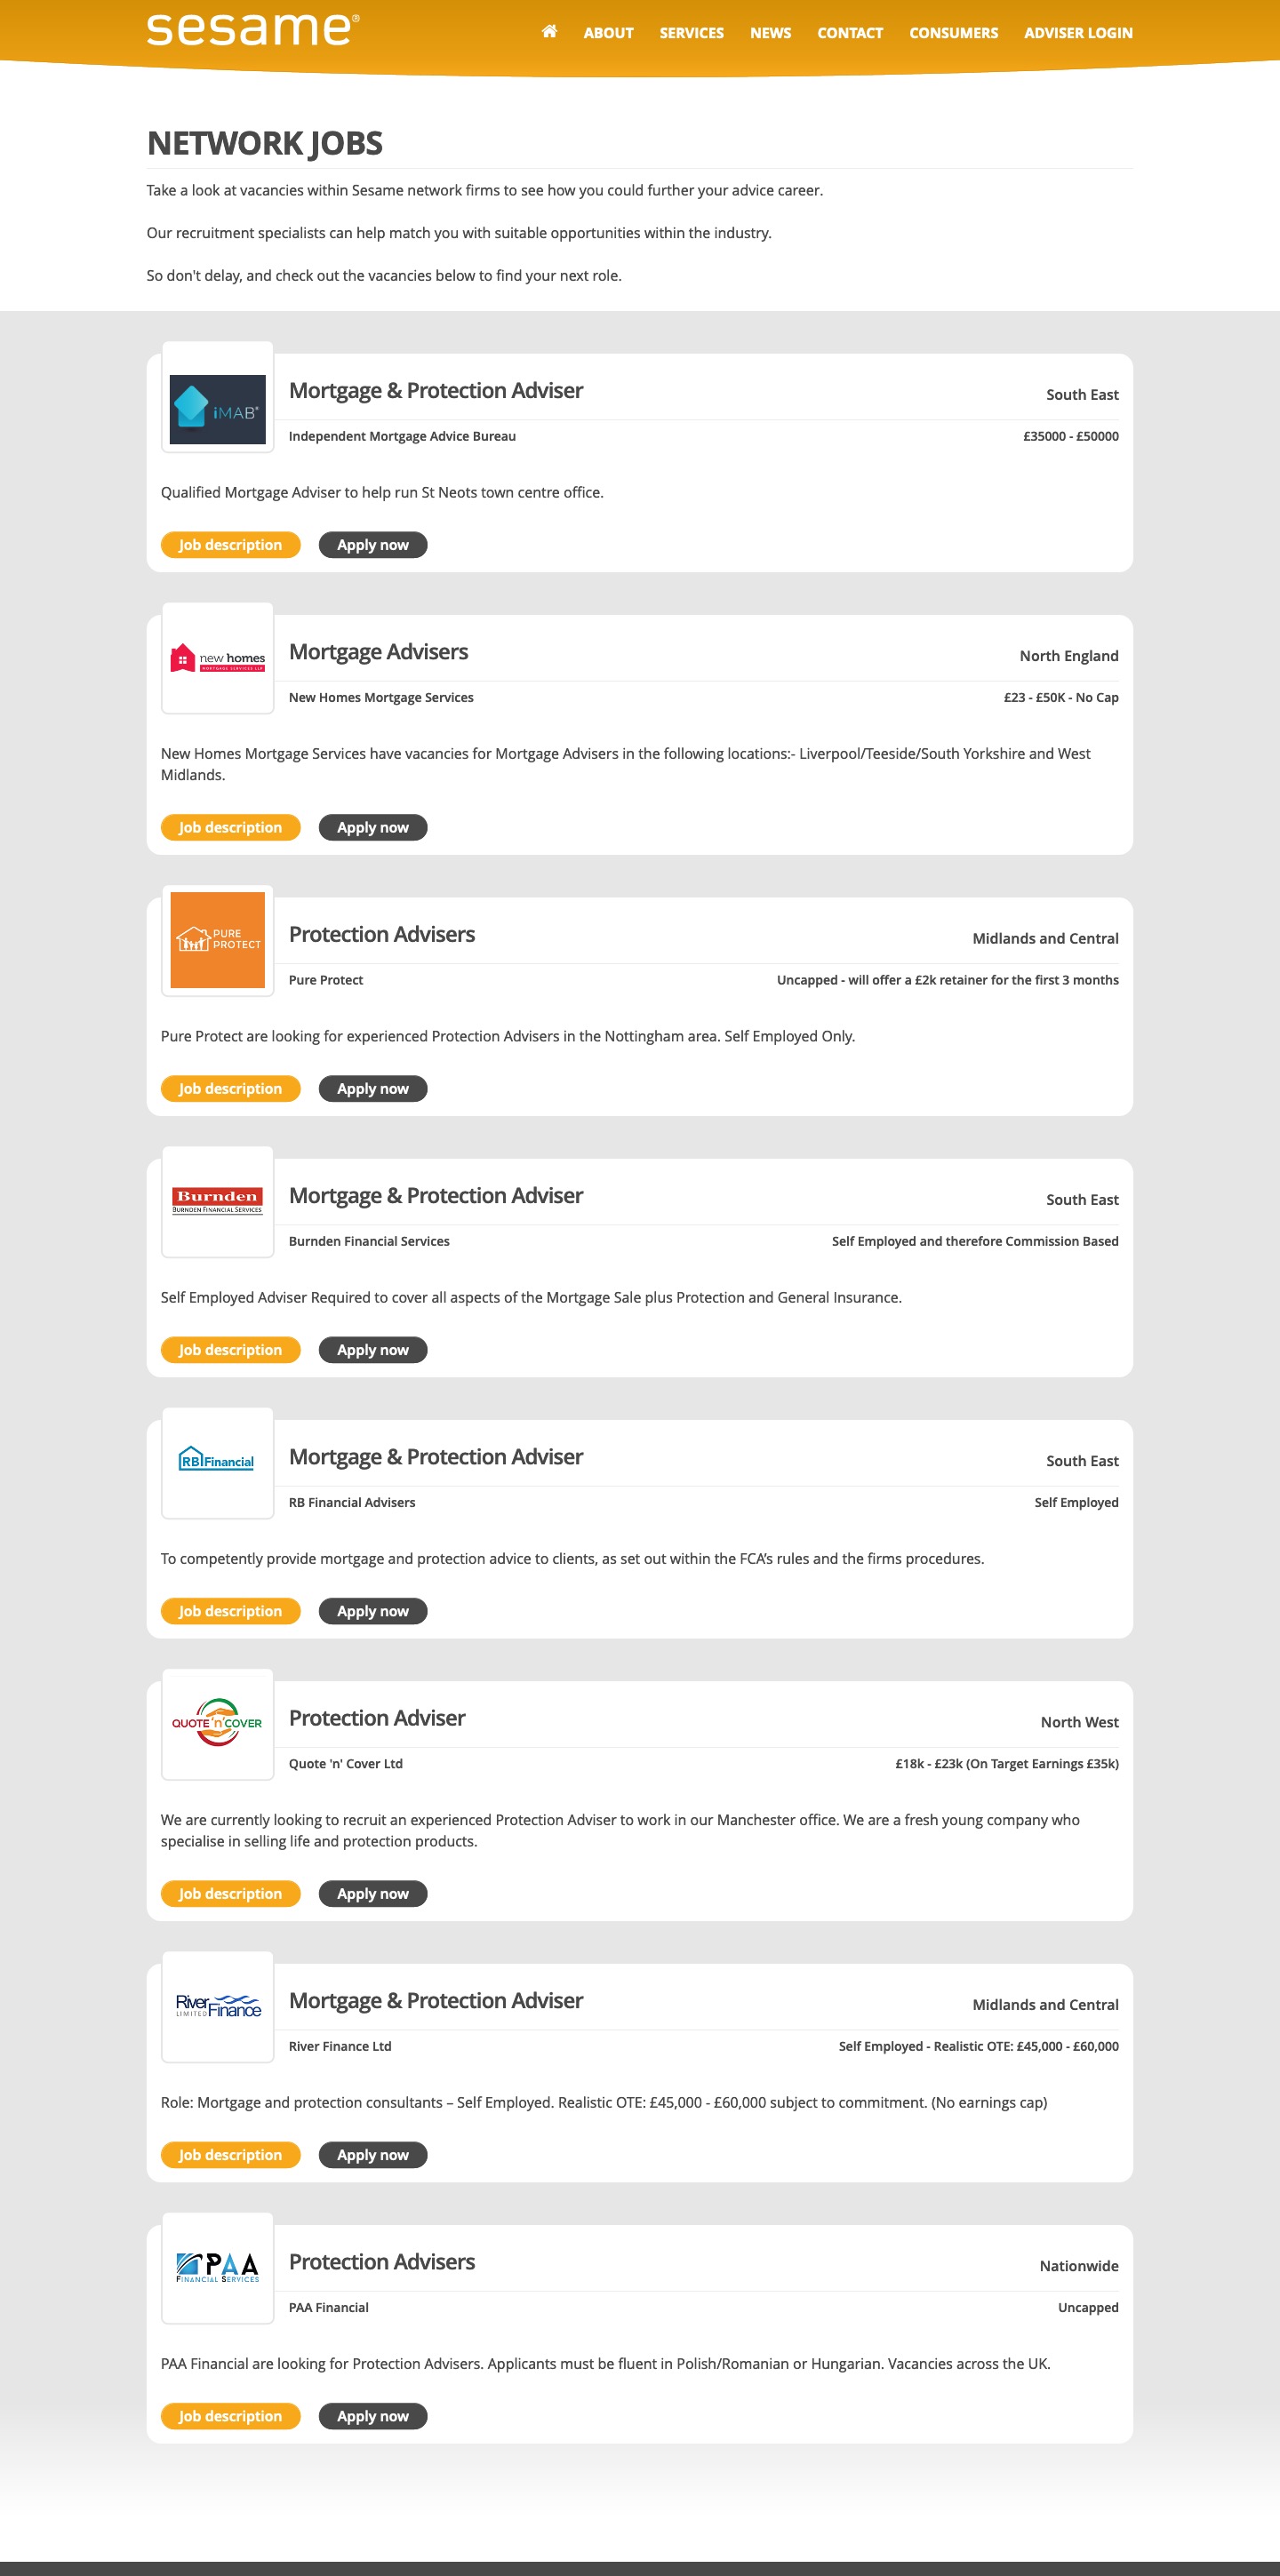 sesame®
ABOUT SERVICES NEWS CONTACT CONSUMERS ADVISER LOGIN
NETWORK JOBS
Take a look at vacancies within Sesame network firms to see how you could further your advice career.
Our recruitment specialists can help match you with suitable opportunities within the industry.
So don't delay, and check out the vacancies below to find your next role.
iMAB®
Mortgage & Protection Adviser
South East
Independent Mortgage Advice Bureau
£35000 - £50000
Qualified Mortgage Adviser to help run St Neots town centre office.
Job description Apply now
new homes
MORTGAGE SERVICES LLP
Mortgage Advisers
North England
New Homes Mortgage Services
£23 - £50K - No Cap
New Homes Mortgage Services have vacancies for Mortgage Advisers in the following locations:- Liverpool/Teeside/South Yorkshire and West
Midlands.
Job description Apply now
PURE
PROTECT
Protection Advisers
Midlands and Central
Pure Protect
Uncapped - will offer a £2k retainer for the first 3 months
Pure Protect are looking for experienced Protection Advisers in the Nottingham area. Self Employed Only.
Job description Apply now
Burnden
BURNDEN FINANCIAL SERVICES
Mortgage & Protection Adviser
South East
Burnden Financial Services
Self Employed and therefore Commission Based
Self Employed Adviser Required to cover all aspects of the Mortgage Sale plus Protection and General Insurance.
Job description Apply now
RB Financial
Mortgage & Protection Adviser
South East
RB Financial Advisers
Self Employed
To competently provide mortgage and protection advice to clients, as set out within the FCA’s rules and the firms procedures.
Job description Apply now
QUOTE 'n' COVER
Protection Adviser
North West
Quote 'n' Cover Ltd
£18k - £23k (On Target Earnings £35k)
We are currently looking to recruit an experienced Protection Adviser to work in our Manchester office. We are a fresh young company who
specialise in selling life and protection products.
Job description Apply now
River Finance
LIMITED
Mortgage & Protection Adviser
Midlands and Central
River Finance Ltd
Self Employed - Realistic OTE: £45,000 - £60,000
Role: Mortgage and protection consultants – Self Employed. Realistic OTE: £45,000 - £60,000 subject to commitment. (No earnings cap)
Job description Apply now
PAA
FINANCIAL SERVICES
Protection Advisers
Nationwide
PAA Financial
Uncapped
PAA Financial are looking for Protection Advisers. Applicants must be fluent in Polish/Romanian or Hungarian. Vacancies across the UK.
Job description Apply now